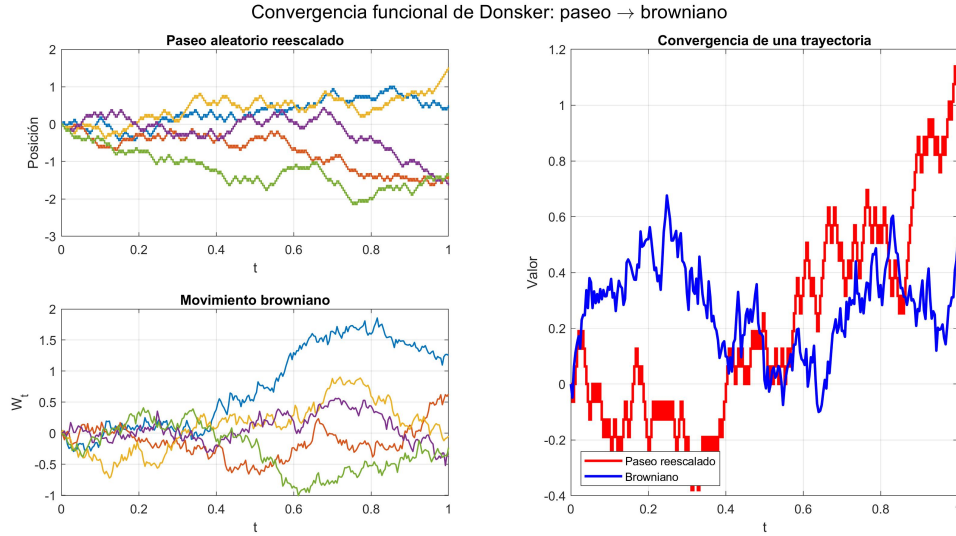 Convergencia funcional de Donsker: paseo → browniano
Paseo aleatorio reescalado
2
1
0
-1
-2
-3
Posición
0 0.2 0.4 0.6 0.8 1
t
Movimiento browniano
2
1.5
1
0.5
0
-0.5
-1
W_t
0 0.2 0.4 0.6 0.8 1
t
Convergencia de una trayectoria
1.2
1
0.8
0.6
0.4
0.2
0
-0.2
-0.4
Valor
Paseo reescalado
Browniano
0 0.2 0.4 0.6 0.8 1
t